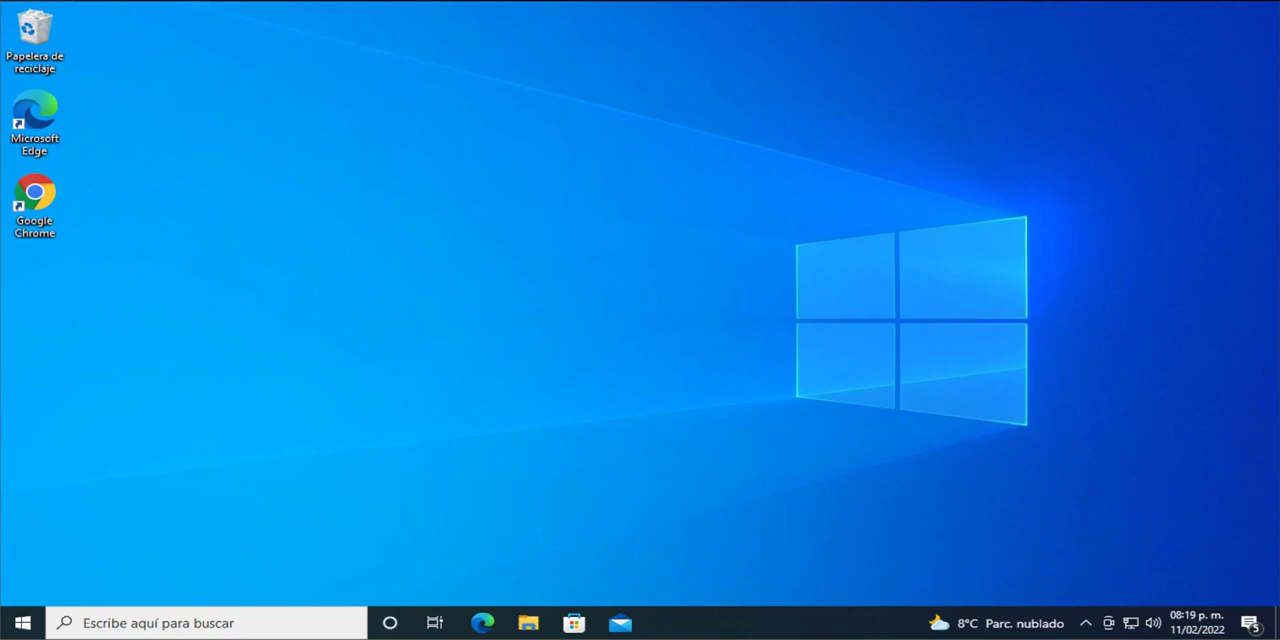 Papelera de
reciclaje
Microsoft
Edge
Google
Chrome
Escribe aquí para buscar
8°C Parc. nublado
08:19 p. m.
11/02/2022
5